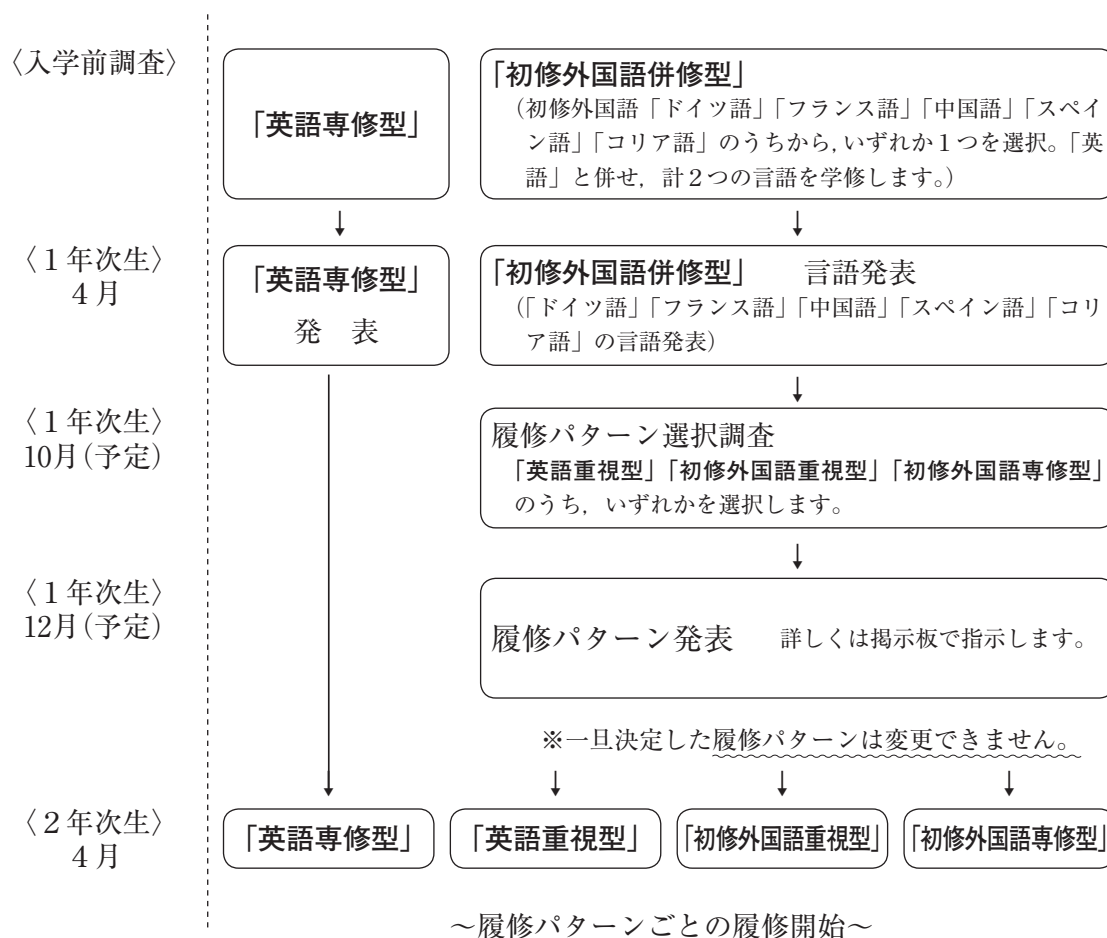 〈入学前調査〉
「英語専修型」
「初修外国語併修型」
（初修外国語「ドイツ語」「フランス語」「中国語」「スペイ
ン語」「コリア語」のうちから，いずれか１つを選択。「英
語」と併せ，計２つの言語を学修します。）
↓ ↓
〈１年次生〉
４月
「英語専修型」
発　表
「初修外国語併修型」　言語発表
（「ドイツ語」「フランス語」「中国語」「スペイン語」「コリ
ア語」の言語発表）
↓
〈１年次生〉
10月（予定）
履修パターン選択調査
「英語重視型」「初修外国語重視型」「初修外国語専修型」
のうち，いずれかを選択します。
↓
〈１年次生〉
12月（予定）
履修パターン発表　詳しくは掲示板で指示します。
※一旦決定した履修パターンは変更できません。
↓ ↓ ↓ ↓
〈２年次生〉
４月
「英語専修型」
「英語重視型」
「初修外国語重視型」
「初修外国語専修型」
〜履修パターンごとの履修開始〜